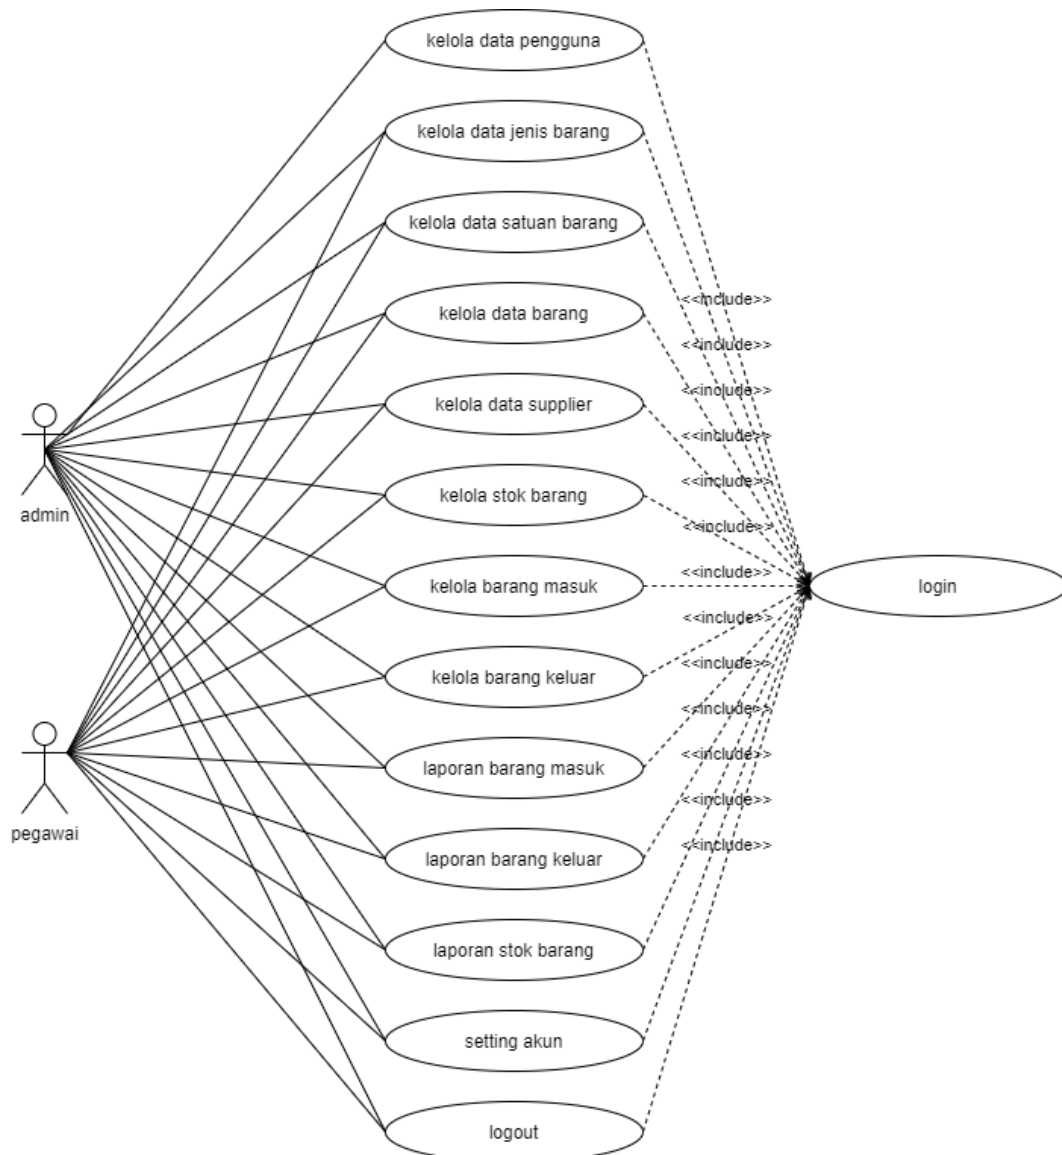 kelola data pengguna
kelola data jenis barang
kelola data satuan barang
<<include>>
kelola data barang
<<include>>
<<include>>
kelola data supplier
<<include>>
<<include>>
kelola stok barang
admin
<<include>>
<<include>>
kelola barang masuk
login
<<include>>
<<include>>
kelola barang keluar
<<include>>
<<include>>
laporan barang masuk
<<include>>
pegawai
<<include>>
laporan barang keluar
laporan stok barang
setting akun
logout